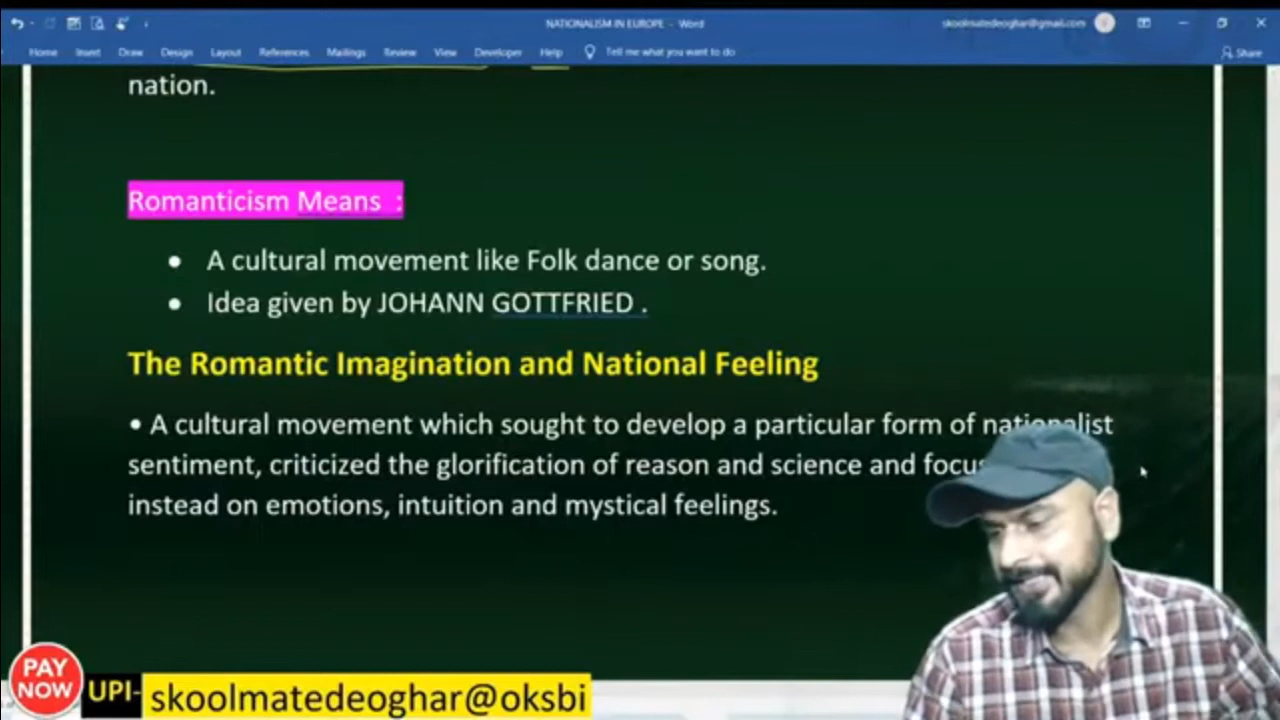 NATIONALISM IN EUROPE - Word
skoolmatedeoghar@gmail.com
Home Insert Draw Design Layout References Mailings Review View Developer Help Tell me what you want to do Share
nation.
Romanticism Means :
• A cultural movement like Folk dance or song.
• Idea given by JOHANN GOTTFRIED .
The Romantic Imagination and National Feeling
• A cultural movement which sought to develop a particular form of nationalist
sentiment, criticized the glorification of reason and science and
instead on emotions, intuition and mystical feelings.
PAY
NOW
UPI- skoolmatedeoghar@oksbi